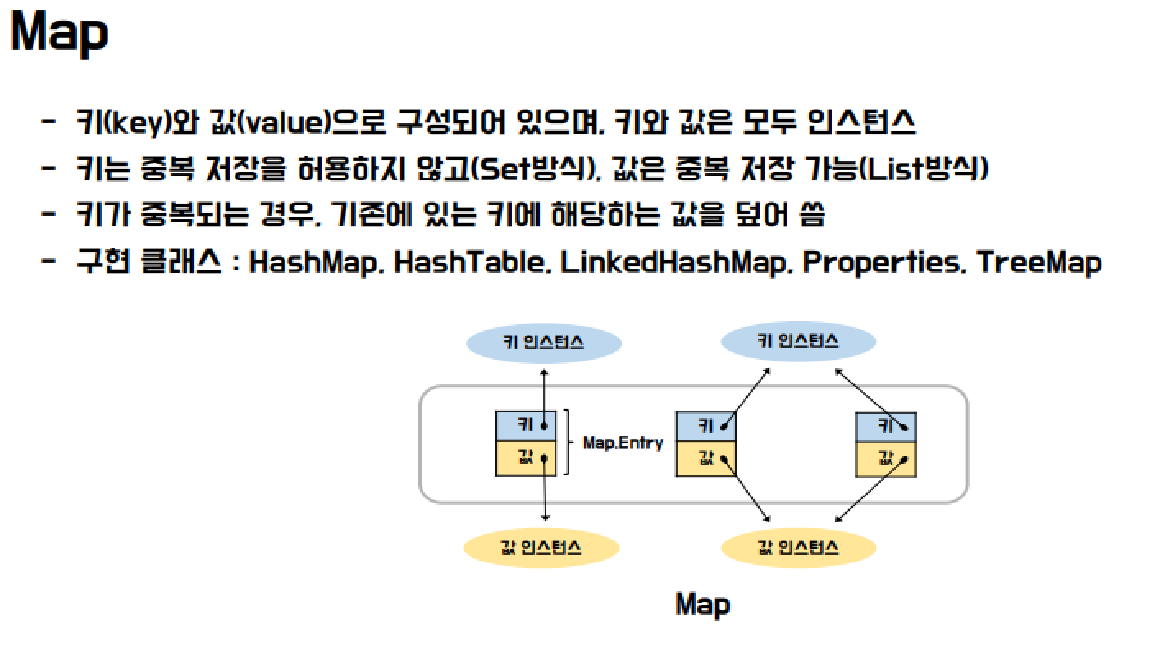 Map
- 키(key)와 값(value)으로 구성되어 있으며, 키와 값은 모두 인스턴스
- 키는 중복 저장을 허용하지 않고(Set방식), 값은 중복 저장 가능(List방식)
- 키가 중복되는 경우, 기존에 있는 키에 해당하는 값을 덮어 씀
- 구현 클래스 : HashMap, HashTable, LinkedHashMap, Properties, TreeMap
키 인스턴스
키 인스턴스
키
키
키
Map.Entry
값
값
값
값 인스턴스
값 인스턴스
Map